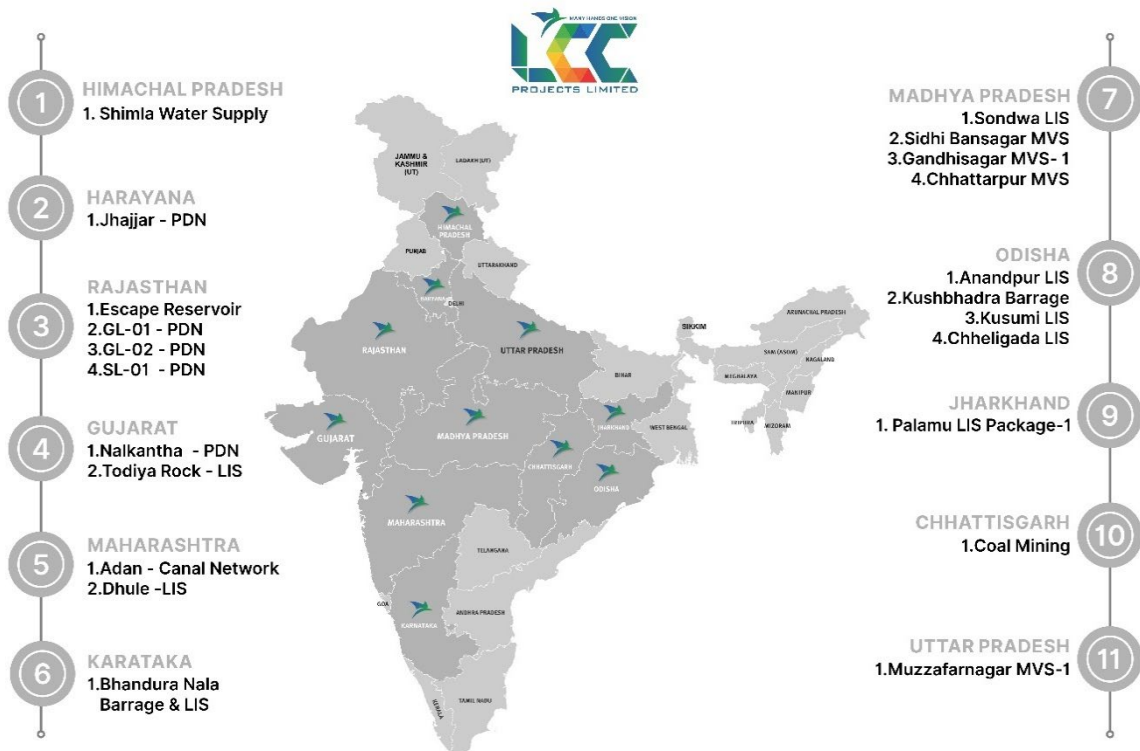 MANY HANDS ONE VISION
LCC
PROJECTS LIMITED
1
HIMACHAL PRADESH
1. Shimla Water Supply
2
HARAYANA
1.Jhajjar - PDN
3
RAJASTHAN
1.Escape Reservoir
2.GL-01 - PDN
3.GL-02 - PDN
4.SL-01 - PDN
4
GUJARAT
1.Nalkantha - PDN
2.Todiya Rock - LIS
5
MAHARASHTRA
1.Adan - Canal Network
2.Dhule -LIS
6
KARATAKA
1.Bhandura Nala
Barrage & LIS
JAMMU &
KASHMIR
(UT)
LADAKH (UT)
HIMACHAL
PRADESH
PUNJAB
UTTARAKHAND
HARYANA
DELHI
RAJASTHAN
UTTAR PRADESH
BIHAR
SIKKIM
ARUNACHAL PRADESH
SAM (ASOM)
NAGALAND
MEGHALAYA
MANIPUR
TRIPURA
MIZORAM
GUJARAT
MADHYA PRADESH
JHARKHAND
WEST BENGAL
CHHATTISGARH
ODISHA
MAHARASHTRA
TELANGANA
GOA
KARNATAKA
ANDHRA PRADESH
KERALA
TAMIL NADU
7
MADHYA PRADESH
1.Sondwa LIS
2.Sidhi Bansagar MVS
3.Gandhisagar MVS- 1
4.Chhattarpur MVS
8
ODISHA
1.Anandpur LIS
2.Kushbhadra Barrage
3.Kusumi LIS
4.Chheligada LIS
9
JHARKHAND
1. Palamu LIS Package-1
10
CHHATTISGARH
1.Coal Mining
11
UTTAR PRADESH
1.Muzzafarnagar MVS-1